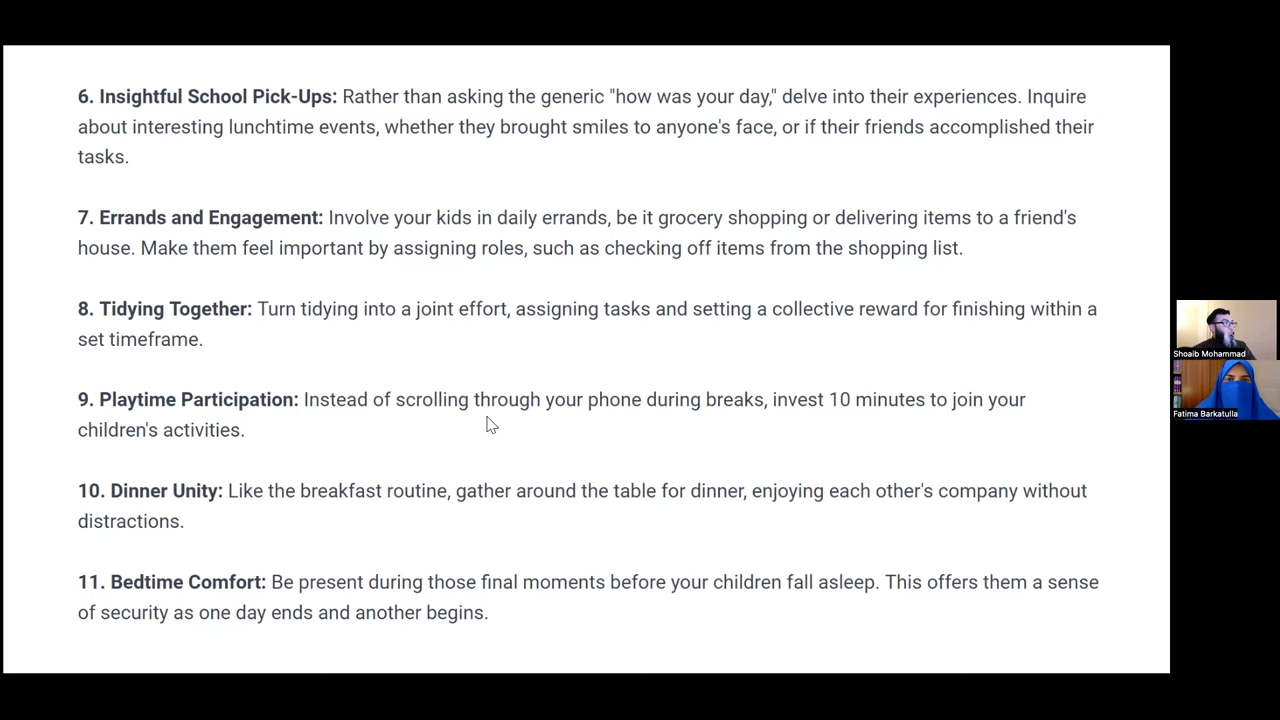 6. Insightful School Pick-Ups: Rather than asking the generic "how was your day," delve into their experiences. Inquire
about interesting lunchtime events, whether they brought smiles to anyone's face, or if their friends accomplished their
tasks.
7. Errands and Engagement: Involve your kids in daily errands, be it grocery shopping or delivering items to a friend's
house. Make them feel important by assigning roles, such as checking off items from the shopping list.
8. Tidying Together: Turn tidying into a joint effort, assigning tasks and setting a collective reward for finishing within a
set timeframe.
9. Playtime Participation: Instead of scrolling through your phone during breaks, invest 10 minutes to join your
children's activities.
10. Dinner Unity: Like the breakfast routine, gather around the table for dinner, enjoying each other's company without
distractions.
11. Bedtime Comfort: Be present during those final moments before your children fall asleep. This offers them a sense
of security as one day ends and another begins.
Shoaib Mohammad
Fatima Barkatulla